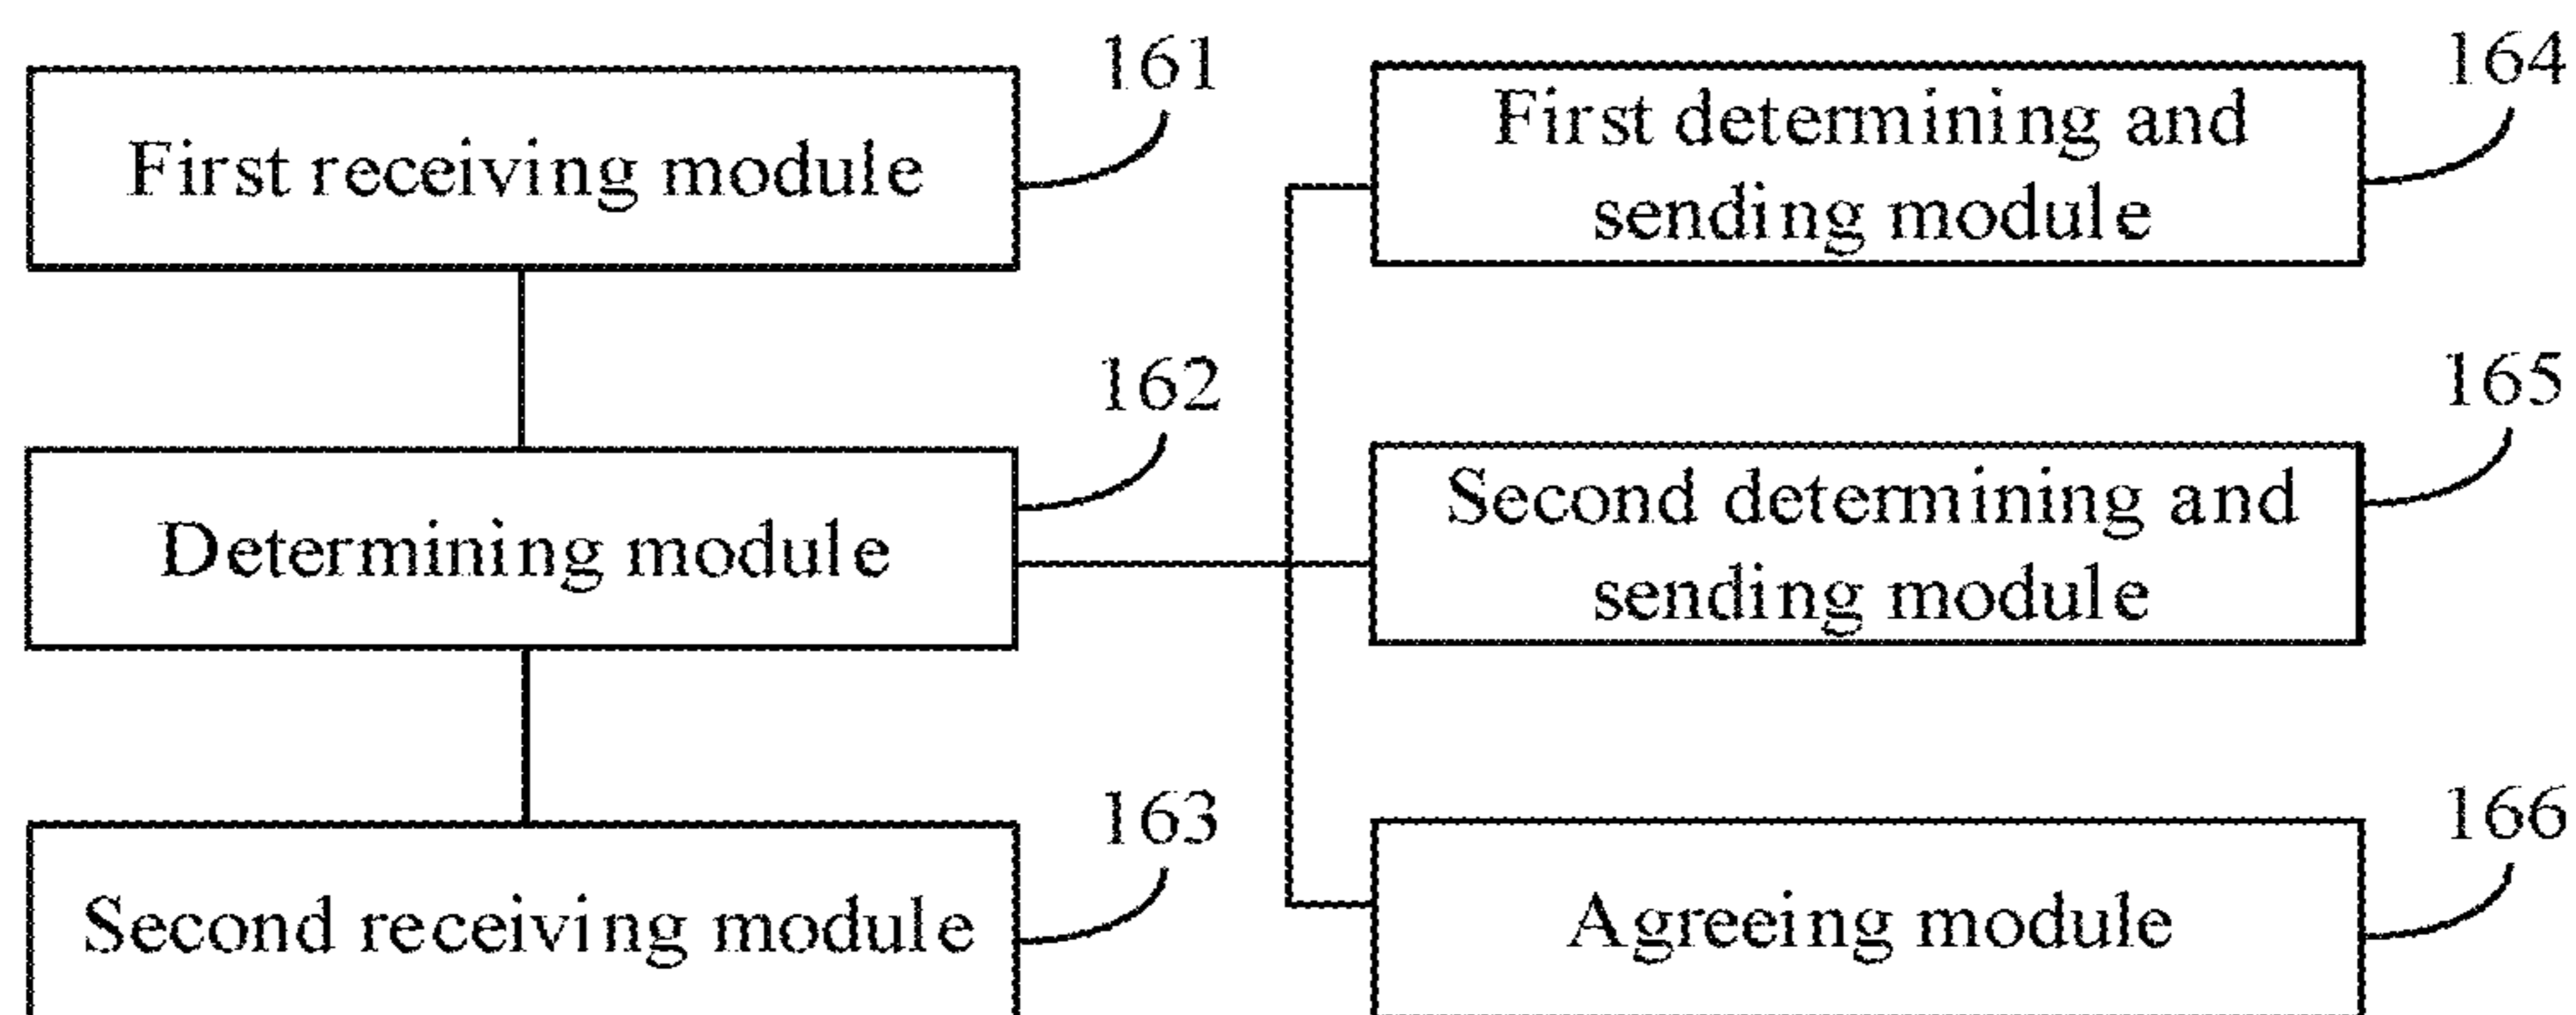 161
First receiving module
164
First determining and
sending module
162
Determining module
165
Second determining and
sending module
163
Second receiving module
166
Agreeing module